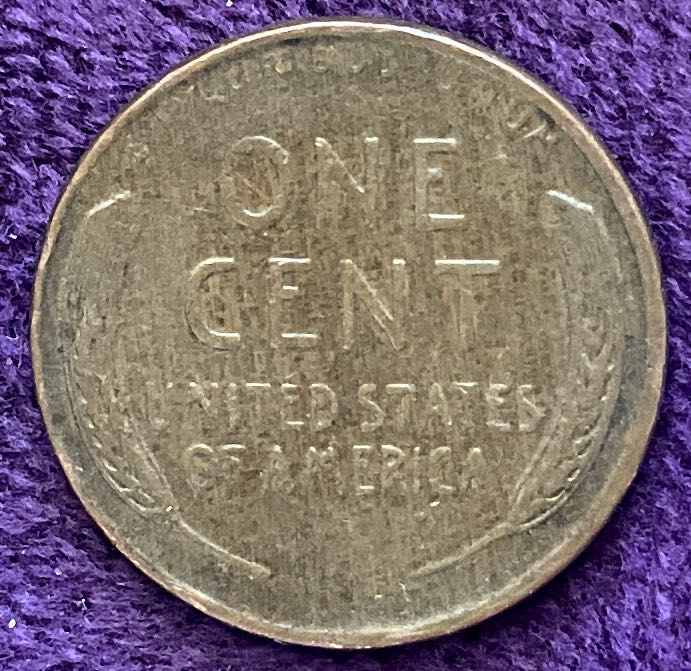 ONE
CENT
UNITED STATES
OF AMERICA